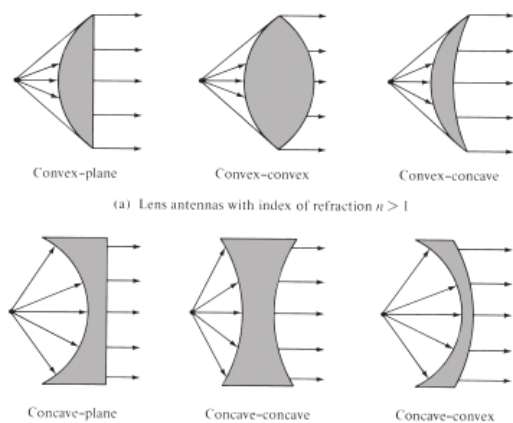 Convex-plane Convex-convex Convex-concave
(a) Lens antennas with index of refraction n > 1
Concave-plane Concave-concave Concave-convex